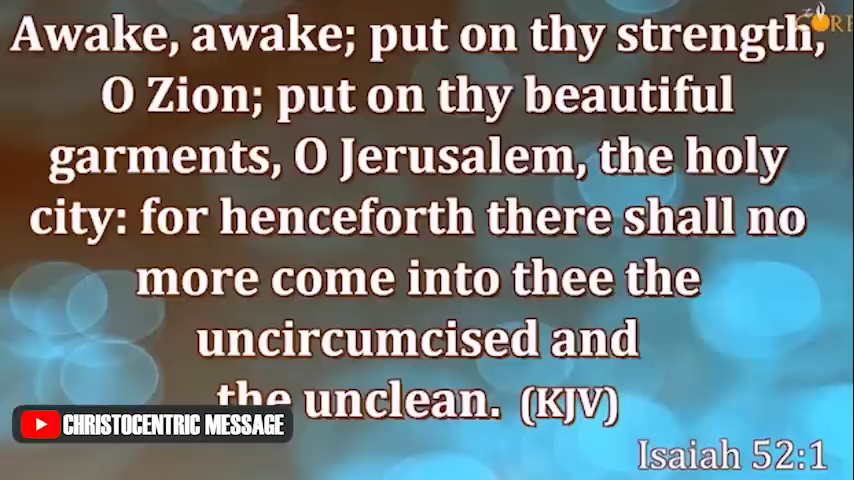 Awake, awake; put on thy strength,
O Zion; put on thy beautiful
garments, O Jerusalem, the holy
city: for henceforth there shall no
more come into thee the
uncircumcised and
the unclean. (KJV)
CHRISTOCENTRIC MESSAGE
Isaiah 52:1